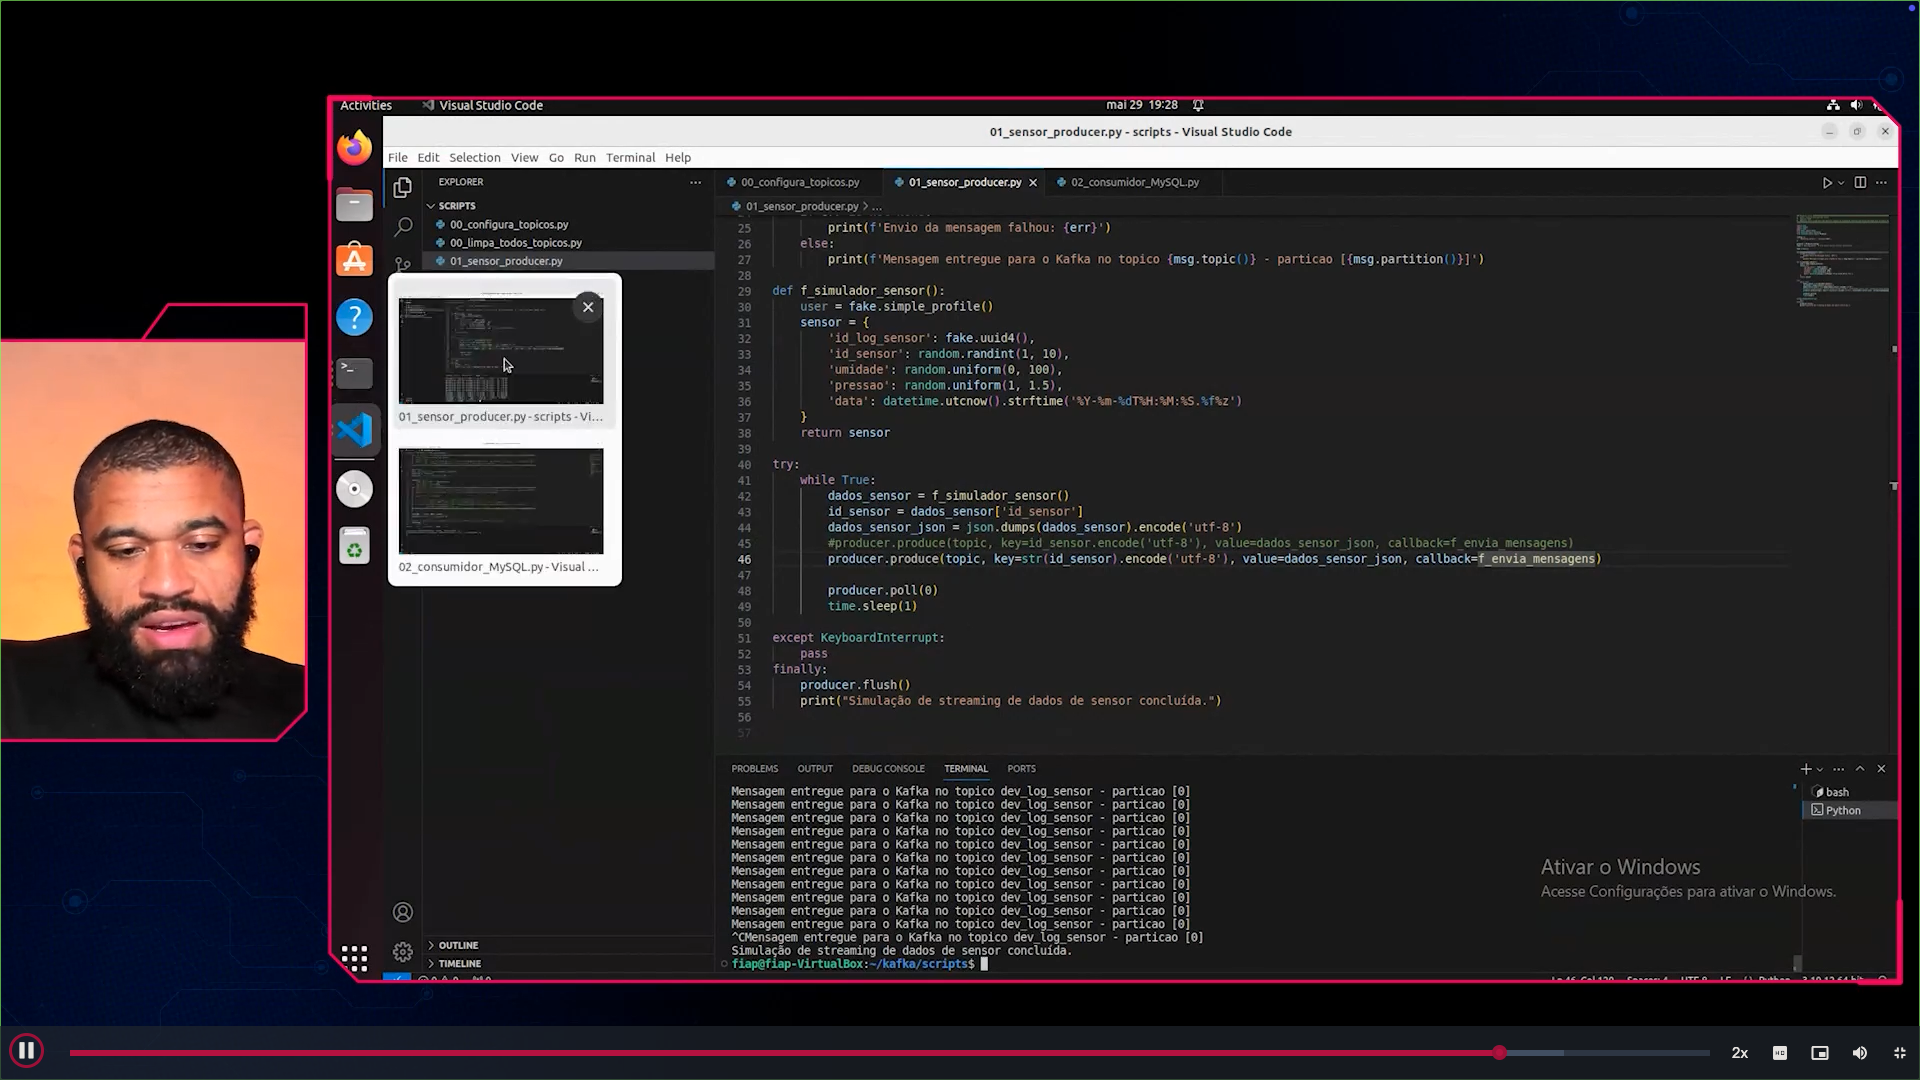 Activities
Visual Studio Code
mai 29 19:28
01_sensor_producer.py - scripts - Visual Studio Code
File Edit Selection View Go Run Terminal Help
EXPLORER
SCRIPTS
00_configura_topicos.py
00_limpa_todos_topicos.py
01_sensor_producer.py
01_sensor_producer.py - scripts - Vi...
02_consumidor_MySQL.py - Visual ...
OUTLINE
TIMELINE
00_configura_topicos.py
01_sensor_producer.py
02_consumidor_MySQL.py
01_sensor_producer.py > ...
25 print(f'Envio da mensagem falhou: {err}')
26 else:
27 print(f'Mensagem entregue para o Kafka no topico {msg.topic()} - particao [{msg.partition()}]')
28
29 def f_simulador_sensor():
30 user = fake.simple_profile()
31 sensor = {
32 'id_log_sensor': fake.uuid4(),
33 'id_sensor': random.randint(1, 10),
34 'umidade': random.uniform(0, 100),
35 'pressao': random.uniform(1, 1.5),
36 'data': datetime.utcnow().strftime('%Y-%m-%dT%H:%M:%S.%f%z')
37 }
38 return sensor
39
40 try:
41 while True:
42 dados_sensor = f_simulador_sensor()
43 id_sensor = dados_sensor['id_sensor']
44 dados_sensor_json = json.dumps(dados_sensor).encode('utf-8')
45 #producer.produce(topic, key=id_sensor.encode('utf-8'), value=dados_sensor_json, callback=f_envia_mensagens)
46 producer.produce(topic, key=str(id_sensor).encode('utf-8'), value=dados_sensor_json, callback=f_envia_mensagens)
47
48 producer.poll(0)
49 time.sleep(1)
50
51 except KeyboardInterrupt:
52 pass
53 finally:
54 producer.flush()
55 print("Simulação de streaming de dados de sensor concluída.")
56
57
PROBLEMS OUTPUT DEBUG CONSOLE TERMINAL PORTS
Mensagem entregue para o Kafka no topico dev_log_sensor - particao [0]
Mensagem entregue para o Kafka no topico dev_log_sensor - particao [0]
Mensagem entregue para o Kafka no topico dev_log_sensor - particao [0]
Mensagem entregue para o Kafka no topico dev_log_sensor - particao [0]
Mensagem entregue para o Kafka no topico dev_log_sensor - particao [0]
Mensagem entregue para o Kafka no topico dev_log_sensor - particao [0]
Mensagem entregue para o Kafka no topico dev_log_sensor - particao [0]
Mensagem entregue para o Kafka no topico dev_log_sensor - particao [0]
Mensagem entregue para o Kafka no topico dev_log_sensor - particao [0]
Mensagem entregue para o Kafka no topico dev_log_sensor - particao [0]
Mensagem entregue para o Kafka no topico dev_log_sensor - particao [0]
^CMensagem entregue para o Kafka no topico dev_log_sensor - particao [0]
Simulação de streaming de dados de sensor concluída.
fiap@fiap-VirtualBox:~/kafka/scripts$
bash
Python
Ativar o Windows
Acesse Configurações para ativar o Windows.
2x